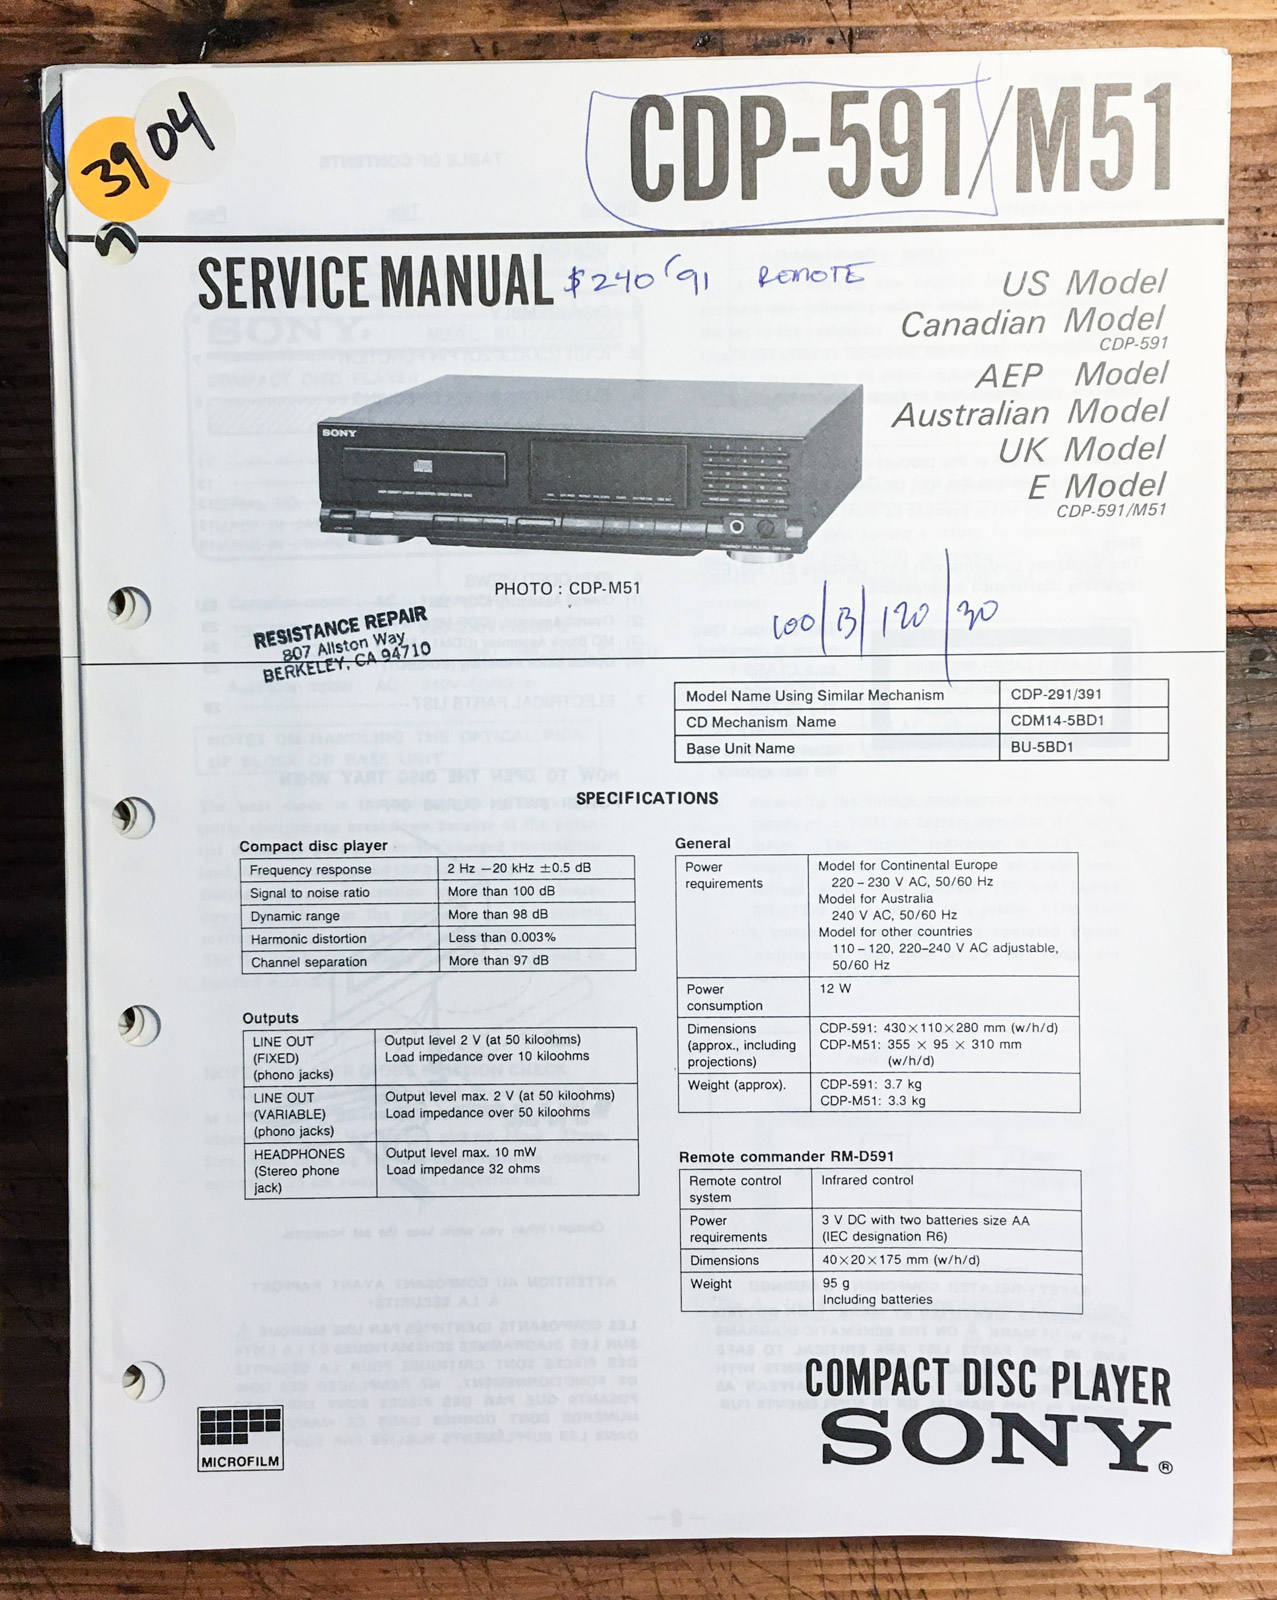 3904
CDP-591/M51
SERVICE MANUAL
$240 '91 REMOTE
US Model
Canadian Model
CDP-591
AEP Model
Australian Model
UK Model
E Model
CDP-591/M51
SONY
PHOTO : CDP-M51
100/B/120/30
RESISTANCE REPAIR
807 Allston Way
BERKELEY, CA 94710
Model Name Using Similar Mechanism CDP-291/391
CD Mechanism Name CDM14-5BD1
Base Unit Name BU-5BD1
SPECIFICATIONS
Compact disc player
Frequency response 2 Hz – 20 kHz ±0.5 dB
Signal to noise ratio More than 100 dB
Dynamic range More than 98 dB
Harmonic distortion Less than 0.003%
Channel separation More than 97 dB
Outputs
LINE OUT Output level 2 V (at 50 kiloohms)
(FIXED) Load impedance over 10 kiloohms
(phono jacks)
LINE OUT Output level max. 2 V (at 50 kiloohms)
(VARIABLE) Load impedance over 50 kiloohms
(phono jacks)
HEADPHONES Output level max. 10 mW
(Stereo phone Load impedance 32 ohms
jack)
General
Power Model for Continental Europe
requirements 220 – 230 V AC, 50/60 Hz
Model for Australia
240 V AC, 50/60 Hz
Model for other countries
110 – 120, 220–240 V AC adjustable,
50/60 Hz
Power 12 W
consumption
Dimensions CDP-591: 430×110×280 mm (w/h/d)
(approx., including CDP-M51: 355 × 95 × 310 mm
projections) (w/h/d)
Weight (approx). CDP-591: 3.7 kg
CDP-M51: 3.3 kg
Remote commander RM-D591
Remote control Infrared control
system
Power 3 V DC with two batteries size AA
requirements (IEC designation R6)
Dimensions 40×20×175 mm (w/h/d)
Weight 95 g
Including batteries
MICROFILM
COMPACT DISC PLAYER
SONY®